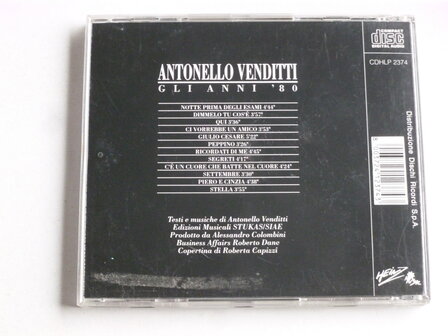 COMPACT
disc
DIGITAL AUDIO
CDHLP 2374
ANTONELLO VENDITTI
GLI ANNI '80
NOTTE PRIMA DEGLI ESAMI 4'44"
DIMMELO TU COS'È 3'57"
QUI 3'36"
CI VORREBBE UN AMICO 3'53"
GIULIO CESARE 5'22"
PEPPINO 3'26"
RICORDATI DI ME 4'45"
SEGRETI 4'17"
C'È UN CUORE CHE BATTE NEL CUORE 4'24"
SETTEMBRE 3'30"
PIERO E CINZIA 4'38"
STELLA 3'55"
Testi e musiche di Antonello Venditti
Edizioni Musicali STUKAS/SIAE
Prodotto da Alessandro Colombini
Business Affairs Roberto Dane
Copertina di Roberta Capizzi
Distribuzione Dischi Ricordi S.p.A.